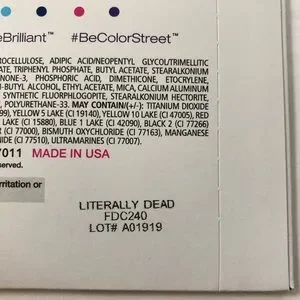 eBrilliant™ #BeColorStreet™
ROCELLULOSE, ADIPIC ACID/NEOPENTYL GLYCOL/TRIMELLITIC
ATE, TRIPHENYL PHOSPHATE, BUTYL ACETATE, STEARALKONIUM
NONE-3, PHOSPHORIC ACID, DIMETHICONE, ETOCRYLENE,
-BUTYL ALCOHOL, ETHYL ACETATE, MICA, CALCIUM ALUMINUM
SYNTHETIC FLUORPHLOGOPITE, STEARALKONIUM HECTORITE,
, POLYURETHANE-33. MAY CONTAIN/(+/-): TITANIUM DIOXIDE
99), YELLOW 5 LAKE (CI 19140), YELLOW 10 LAKE (CI 47005), RED
RED LAKE (CI 15880), BLUE 1 LAKE (CI 42090), BLACK 2 (CI 77266)
R (CI 77000), BISMUTH OXYCHLORIDE (CI 77163), MANGANESE
IDE (CI 77510), ULTRAMARINES (CI 77007).
7011 MADE IN USA
served.
rritation or
LITERALLY DEAD
FDC240
LOT# A01919